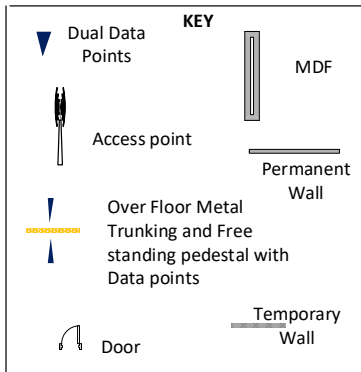 KEY
Dual Data
Points
MDF
Access point
Permanent
Wall
Over Floor Metal
Trunking and Free
standing pedestal with
Data points
Temporary
Wall
Door